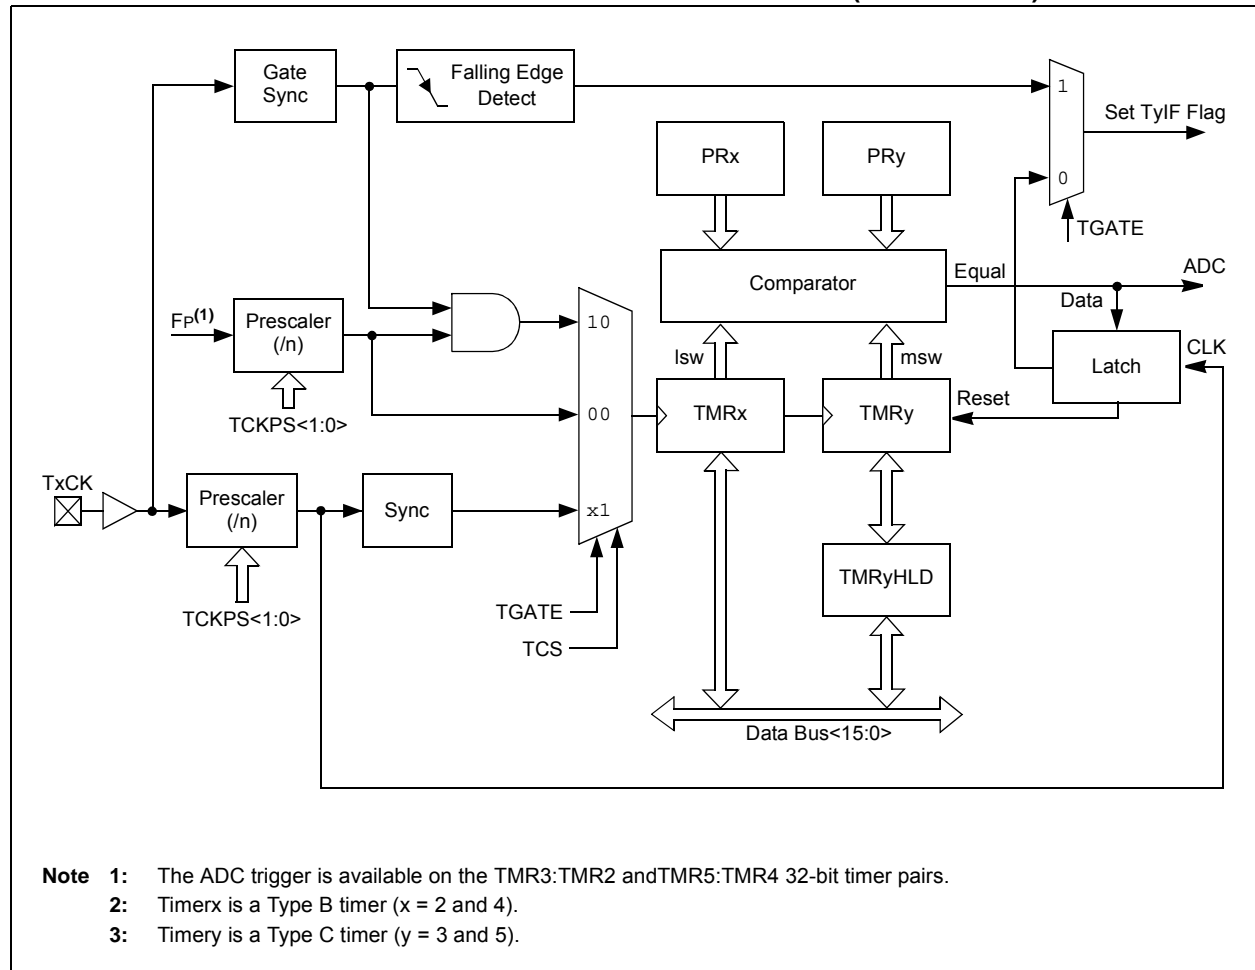 Gate
Sync
Falling Edge
Detect
1
Set TyIF Flag
PRx
PRy
0
TGATE
Comparator
Equal
ADC
Data
FP(1)
Prescaler
(/n)
10
lsw
msw
Latch
CLK
TCKPS<1:0>
00
TMRx
TMRy
Reset
TxCK
Prescaler
(/n)
Sync
x1
TMRyHLD
TCKPS<1:0>
TGATE
TCS
Data Bus<15:0>
Note 1: The ADC trigger is available on the TMR3:TMR2 andTMR5:TMR4 32-bit timer pairs.
2: Timerx is a Type B timer (x = 2 and 4).
3: Timery is a Type C timer (y = 3 and 5).